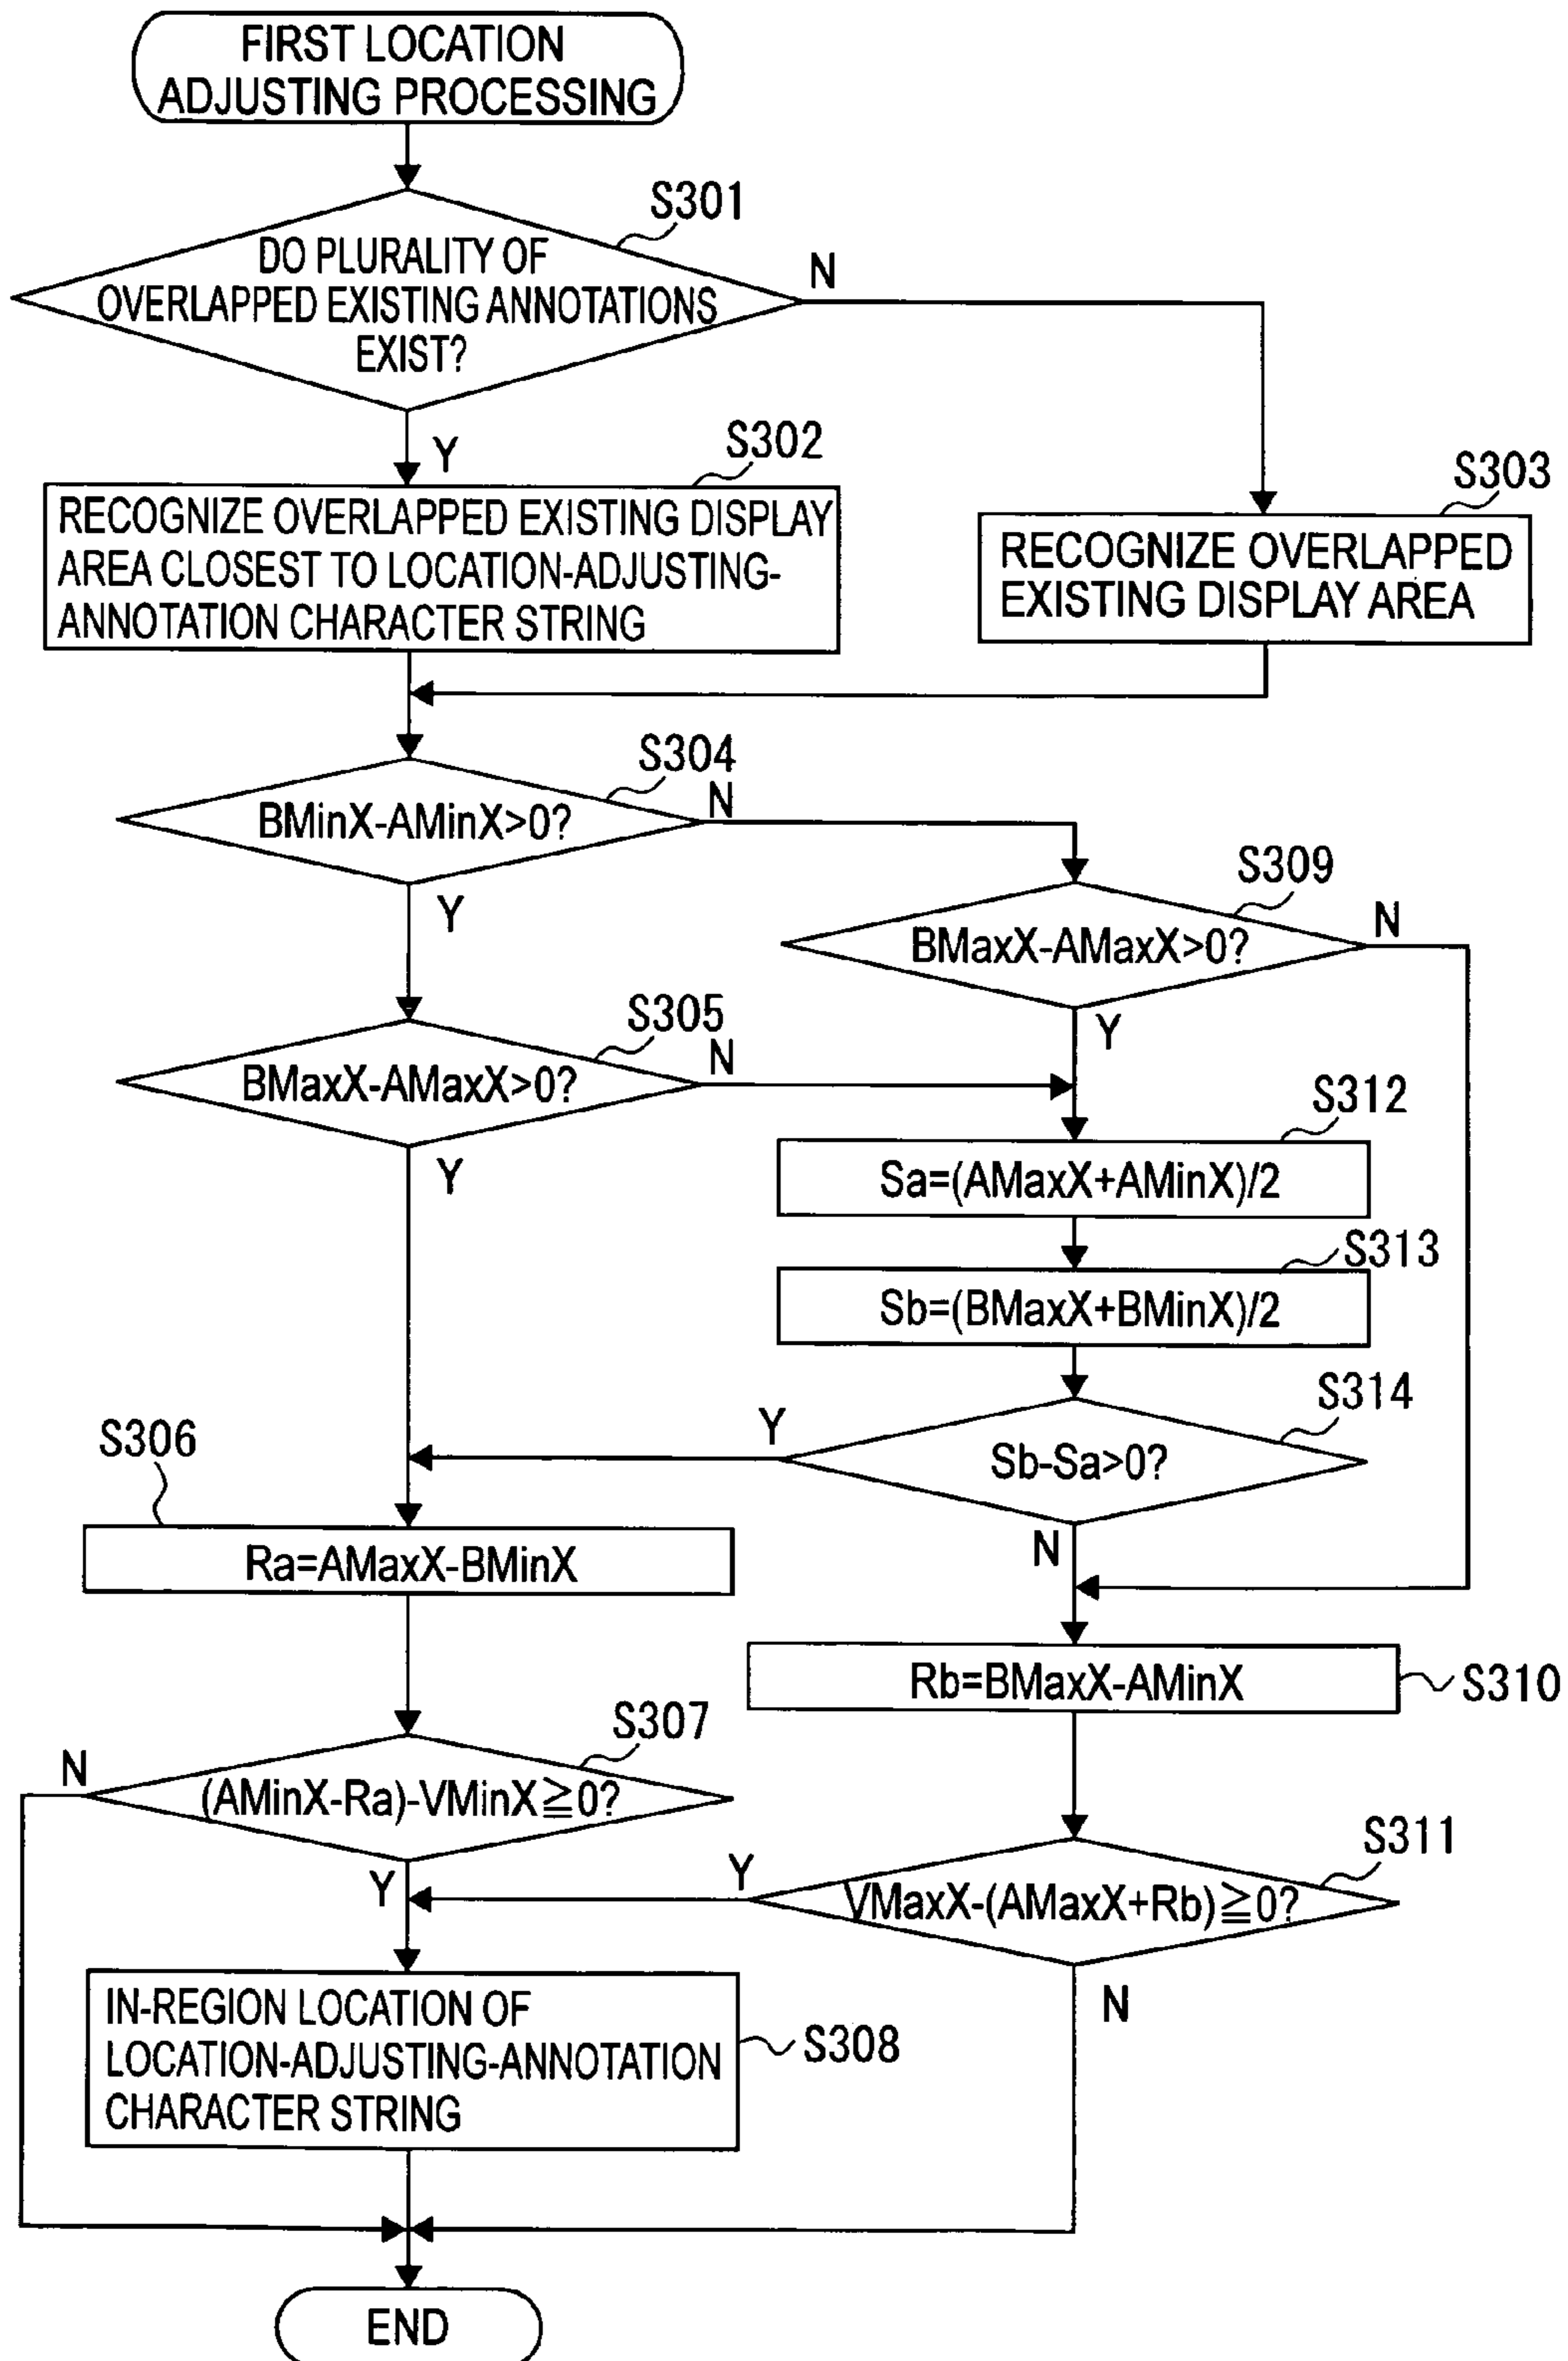 FIRST LOCATION
ADJUSTING PROCESSING
S301
DO PLURALITY OF
OVERLAPPED EXISTING ANNOTATIONS
EXIST?
N
Y
S302
RECOGNIZE OVERLAPPED EXISTING DISPLAY
AREA CLOSEST TO LOCATION-ADJUSTING-
ANNOTATION CHARACTER STRING
S303
RECOGNIZE OVERLAPPED
EXISTING DISPLAY AREA
S304
BMinX-AMinX>0?
N
Y
S309
BMaxX-AMaxX>0?
N
Y
S305
BMaxX-AMaxX>0?
N
Y
S312
Sa=(AMaxX+AMinX)/2
S313
Sb=(BMaxX+BMinX)/2
S314
Sb-Sa>0?
Y
N
S306
Ra=AMaxX-BMinX
Rb=BMaxX-AMinX
S310
S307
(AMinX-Ra)-VMinX≧0?
N
Y
S311
VMaxX-(AMaxX+Rb)≧0?
Y
N
IN-REGION LOCATION OF
LOCATION-ADJUSTING-ANNOTATION
CHARACTER STRING
S308
END